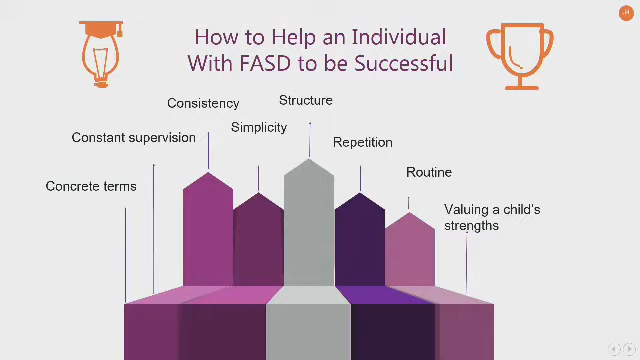 How to Help an Individual
With FASD to be Successful
Structure
Consistency
Simplicity
Constant supervision
Repetition
Routine
Concrete terms
Valuing a child's
strengths